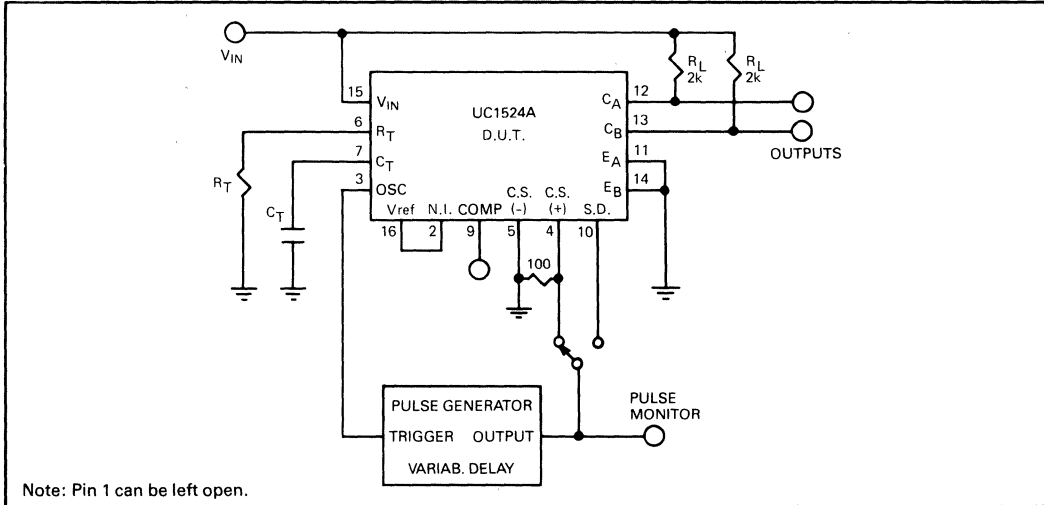 VIN
RL
2k
RL
2k
15
VIN
UC1524A
D.U.T.
CA
12
6
RT
CB
13
OUTPUTS
7
CT
EA
11
3
OSC
EB
14
C.S.
(-)
C.S.
(+)
S.D.
Vref
N.I.
COMP
16
2
9
5
4
10
RT
CT
100
PULSE GENERATOR
TRIGGER
OUTPUT
VARIAB. DELAY
PULSE
MONITOR
Note: Pin 1 can be left open.